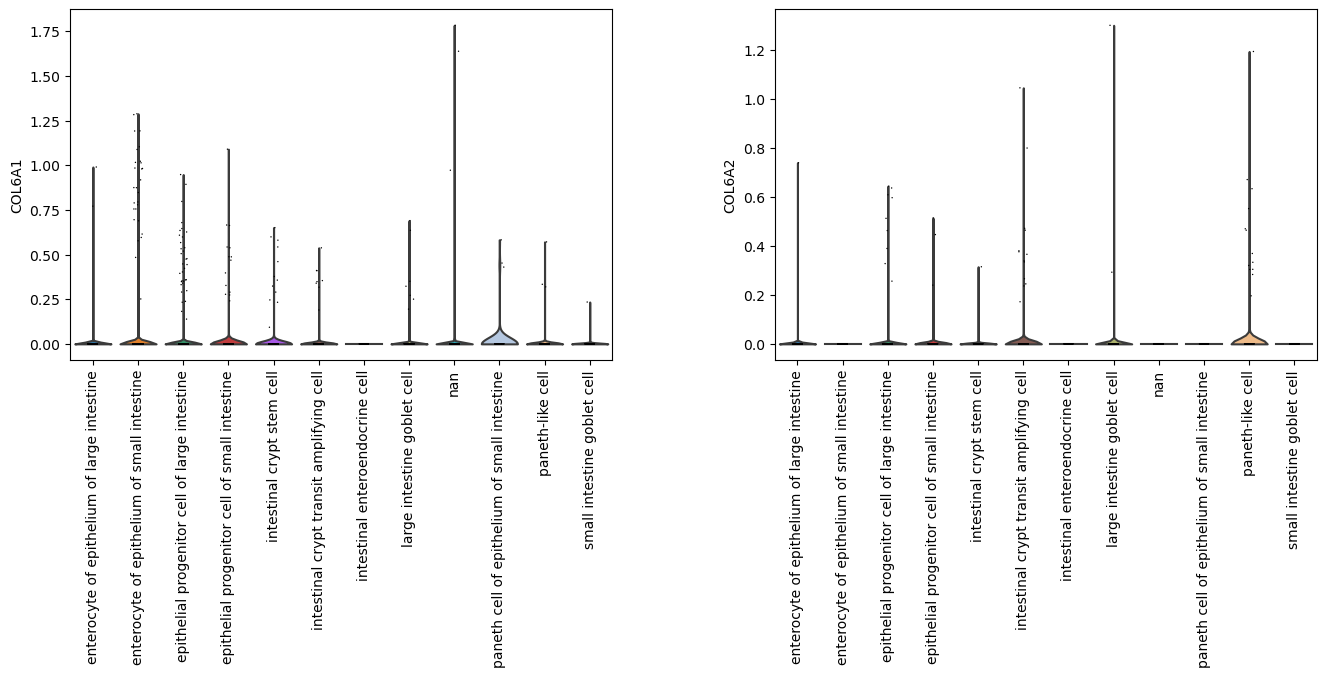 COL6A1
1.75
1.50
1.25
1.00
0.75
0.50
0.25
0.00
enterocyte of epithelium of large intestine
enterocyte of epithelium of small intestine
epithelial progenitor cell of large intestine
epithelial progenitor cell of small intestine
intestinal crypt stem cell
intestinal crypt transit amplifying cell
intestinal enteroendocrine cell
large intestine goblet cell
nan
paneth cell of epithelium of small intestine
paneth-like cell
small intestine goblet cell
COL6A2
1.2
1.0
0.8
0.6
0.4
0.2
0.0
enterocyte of epithelium of large intestine
enterocyte of epithelium of small intestine
epithelial progenitor cell of large intestine
epithelial progenitor cell of small intestine
intestinal crypt stem cell
intestinal crypt transit amplifying cell
intestinal enteroendocrine cell
large intestine goblet cell
nan
paneth cell of epithelium of small intestine
paneth-like cell
small intestine goblet cell